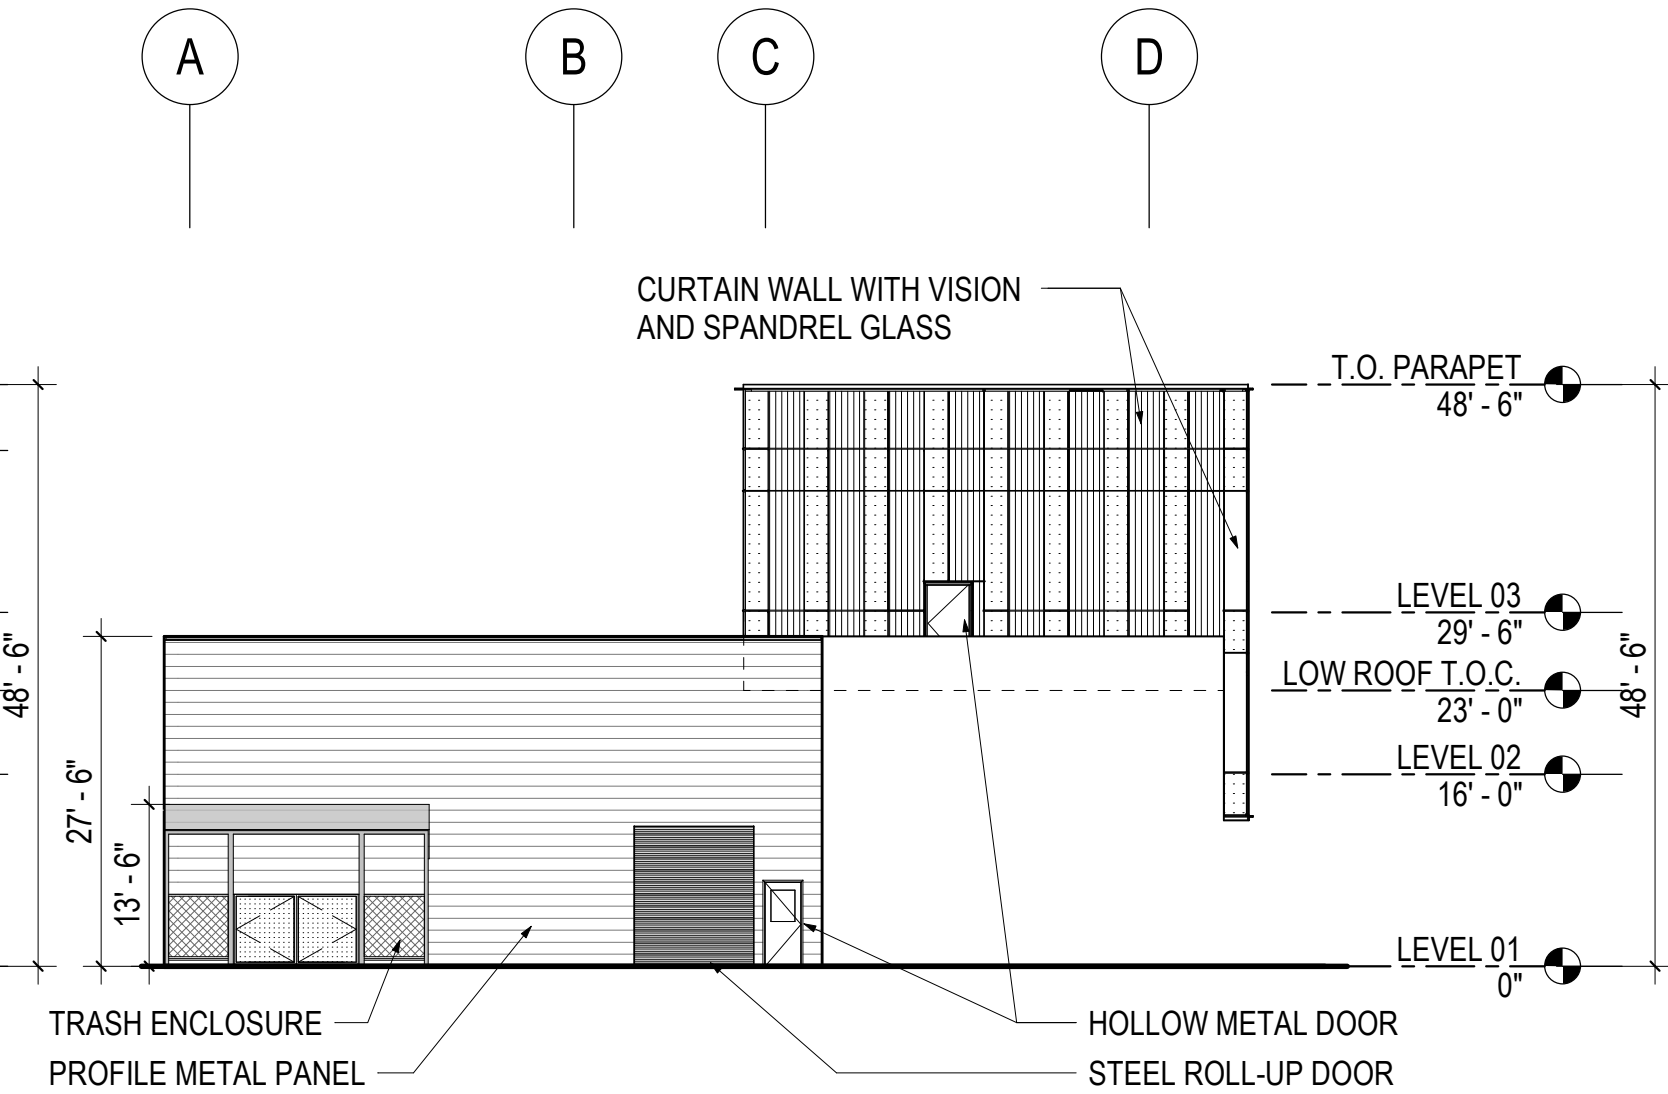 A
B
C
D
CURTAIN WALL WITH VISION
AND SPANDREL GLASS
T.O. PARAPET
48' - 6"
LEVEL 03
29' - 6"
LOW ROOF T.O.C.
23' - 0"
LEVEL 02
16' - 0"
LEVEL 01
0"
48' - 6"
48' - 6"
27' - 6"
13' - 6"
TRASH ENCLOSURE
PROFILE METAL PANEL
HOLLOW METAL DOOR
STEEL ROLL-UP DOOR